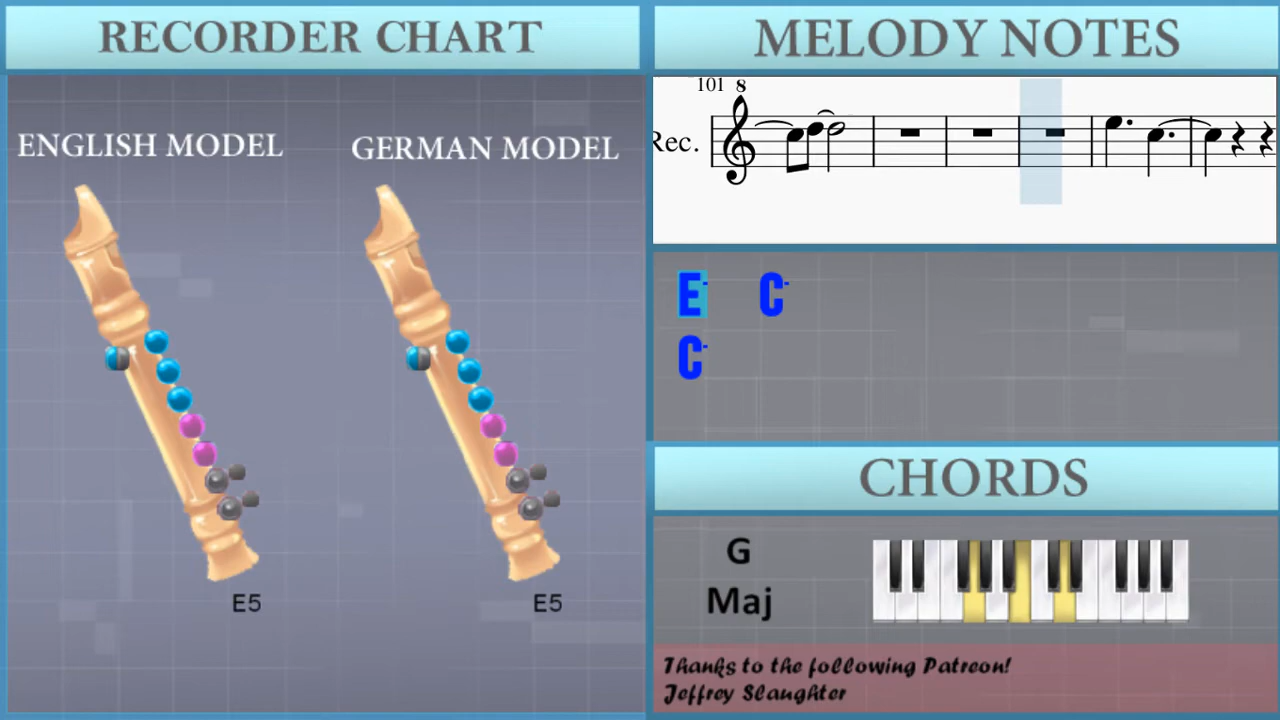 RECORDER CHART
MELODY NOTES
ENGLISH MODEL
GERMAN MODEL
101 8
Rec.
E- C-
C-
CHORDS
G
Maj
E5
E5
Thanks to the following Patreon!
Jeffrey Slaughter